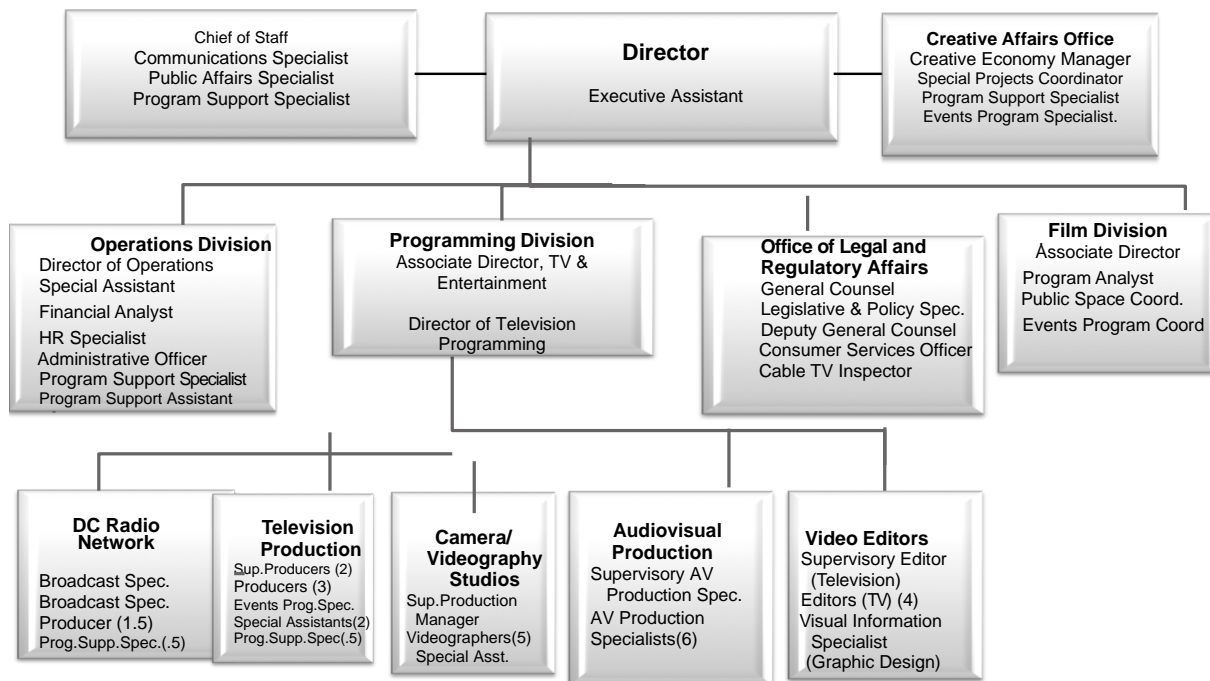 Chief of Staff
Communications Specialist
Public Affairs Specialist
Program Support Specialist
Director
Executive Assistant
Creative Affairs Office
Creative Economy Manager
Special Projects Coordinator
Program Support Specialist
Events Program Specialist.
Operations Division
Director of Operations
Special Assistant
Financial Analyst
HR Specialist
Administrative Officer
Program Support Specialist
Program Support Assistant
Programming Division
Associate Director, TV &
Entertainment
Director of Television
Programming
Office of Legal and
Regulatory Affairs
General Counsel
Legislative & Policy Spec.
Deputy General Counsel
Consumer Services Officer
Cable TV Inspector
Film Division
Associate Director
Program Analyst
Public Space Coord.
Events Program Coord
DC Radio
Network
Broadcast Spec.
Broadcast Spec.
Producer (1.5)
Prog.Supp.Spec.(.5)
Television
Production
Sup.Producers (2)
Producers (3)
Events Prog.Spec.
Special Assistants(2)
Prog.Supp.Spec(.5)
Camera/
Videography
Studios
Sup.Production
Manager
Videographers(5)
Special Asst.
Audiovisual
Production
Supervisory AV
Production Spec.
AV Production
Specialists(6)
Video Editors
Supervisory Editor
(Television)
Editors (TV) (4)
Visual Information
Specialist
(Graphic Design)